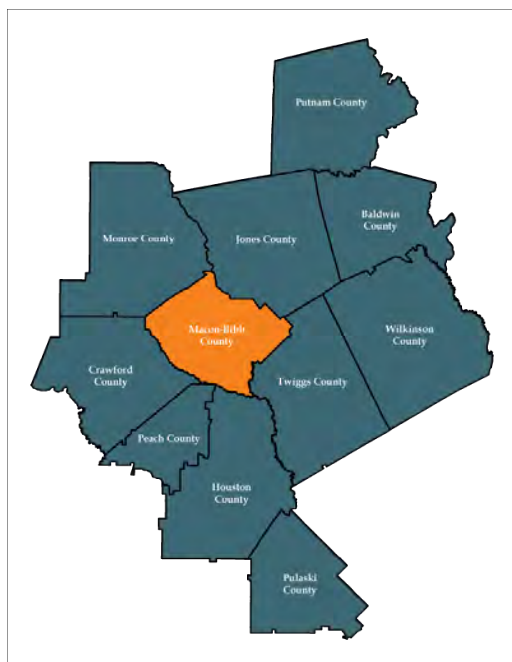 Putnam County
Baldwin
County
Monroe County
Jones County
Macon-Bibb
County
Wilkinson
County
Crawford
County
Twiggs County
Peach County
Houston
County
Pulaski
County